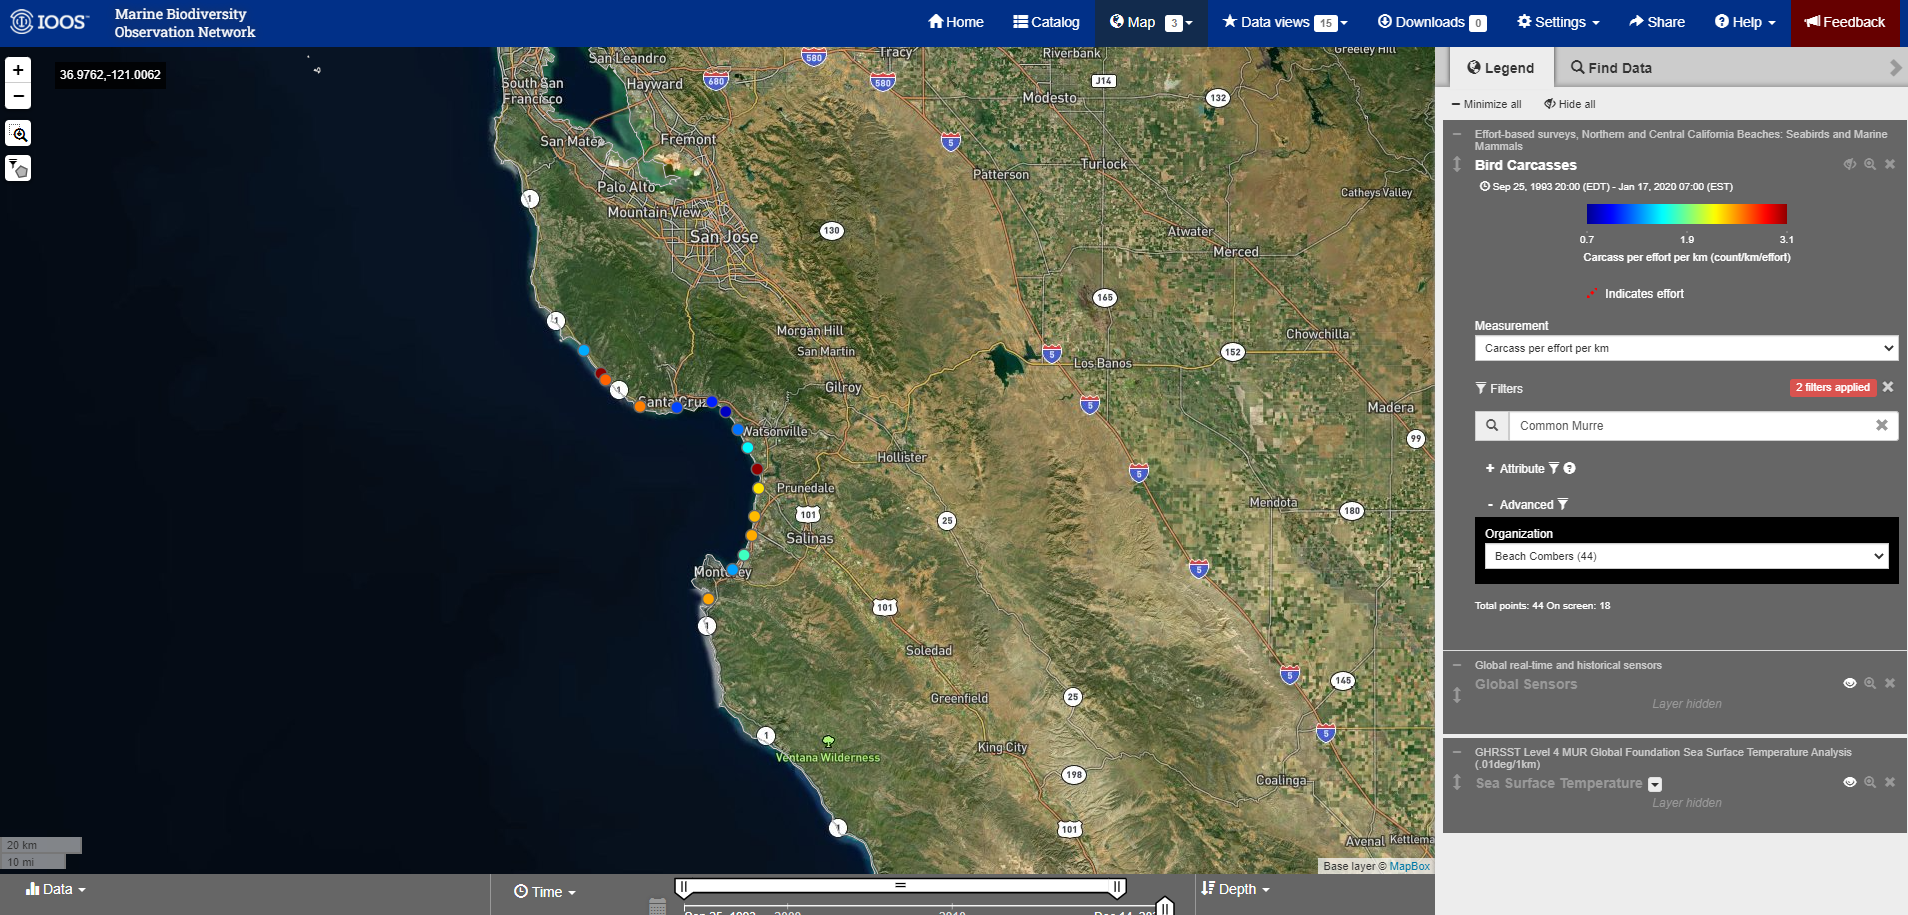 IOOS™
Marine Biodiversity
Observation Network
Home
Catalog
Map 3
Data views 15
Downloads 0
Settings
Share
Help
Feedback
+
−
36.9762,-121.0062
San Leandro
580
Tracy
Riverbank
Greeley Hill
South San
Francisco
Hayward
680
580
J14
Modesto
132
San Mateo
Fremont
5
Turlock
Palo Alto
Patterson
Catheys Valley
1
Mountain View
San Jose
130
Atwater
Merced
165
1
Morgan Hill
San Martin
Chowchilla
5
Los Banos
152
1
Gilroy
Santa Cruz
5
Madera
Watsonville
Hollister
99
5
Prunedale
Mendota
180
101
25
Salinas
Monterey
5
101
1
Soledad
5
145
Greenfield
25
1
Ventana Wilderness
King City
5
198
Coalinga
1
101
Avenal
Kettlema
20 km
10 mi
Base layer © MapBox
Data
Time
Depth
2000
2010
Legend
Find Data
Minimize all
Hide all
Effort-based surveys, Northern and Central California Beaches: Seabirds and Marine
Mammals
Bird Carcasses
Sep 25, 1993 20:00 (EDT) - Jan 17, 2020 07:00 (EST)
0.7 1.9 3.1
Carcass per effort per km (count/km/effort)
Indicates effort
Measurement
Carcass per effort per km
Filters
2 filters applied
Common Murre
+ Attribute
- Advanced
Organization
Beach Combers (44)
Total points: 44 On screen: 18
Global real-time and historical sensors
Global Sensors
Layer hidden
GHRSST Level 4 MUR Global Foundation Sea Surface Temperature Analysis
(.01deg/1km)
Sea Surface Temperature
Layer hidden